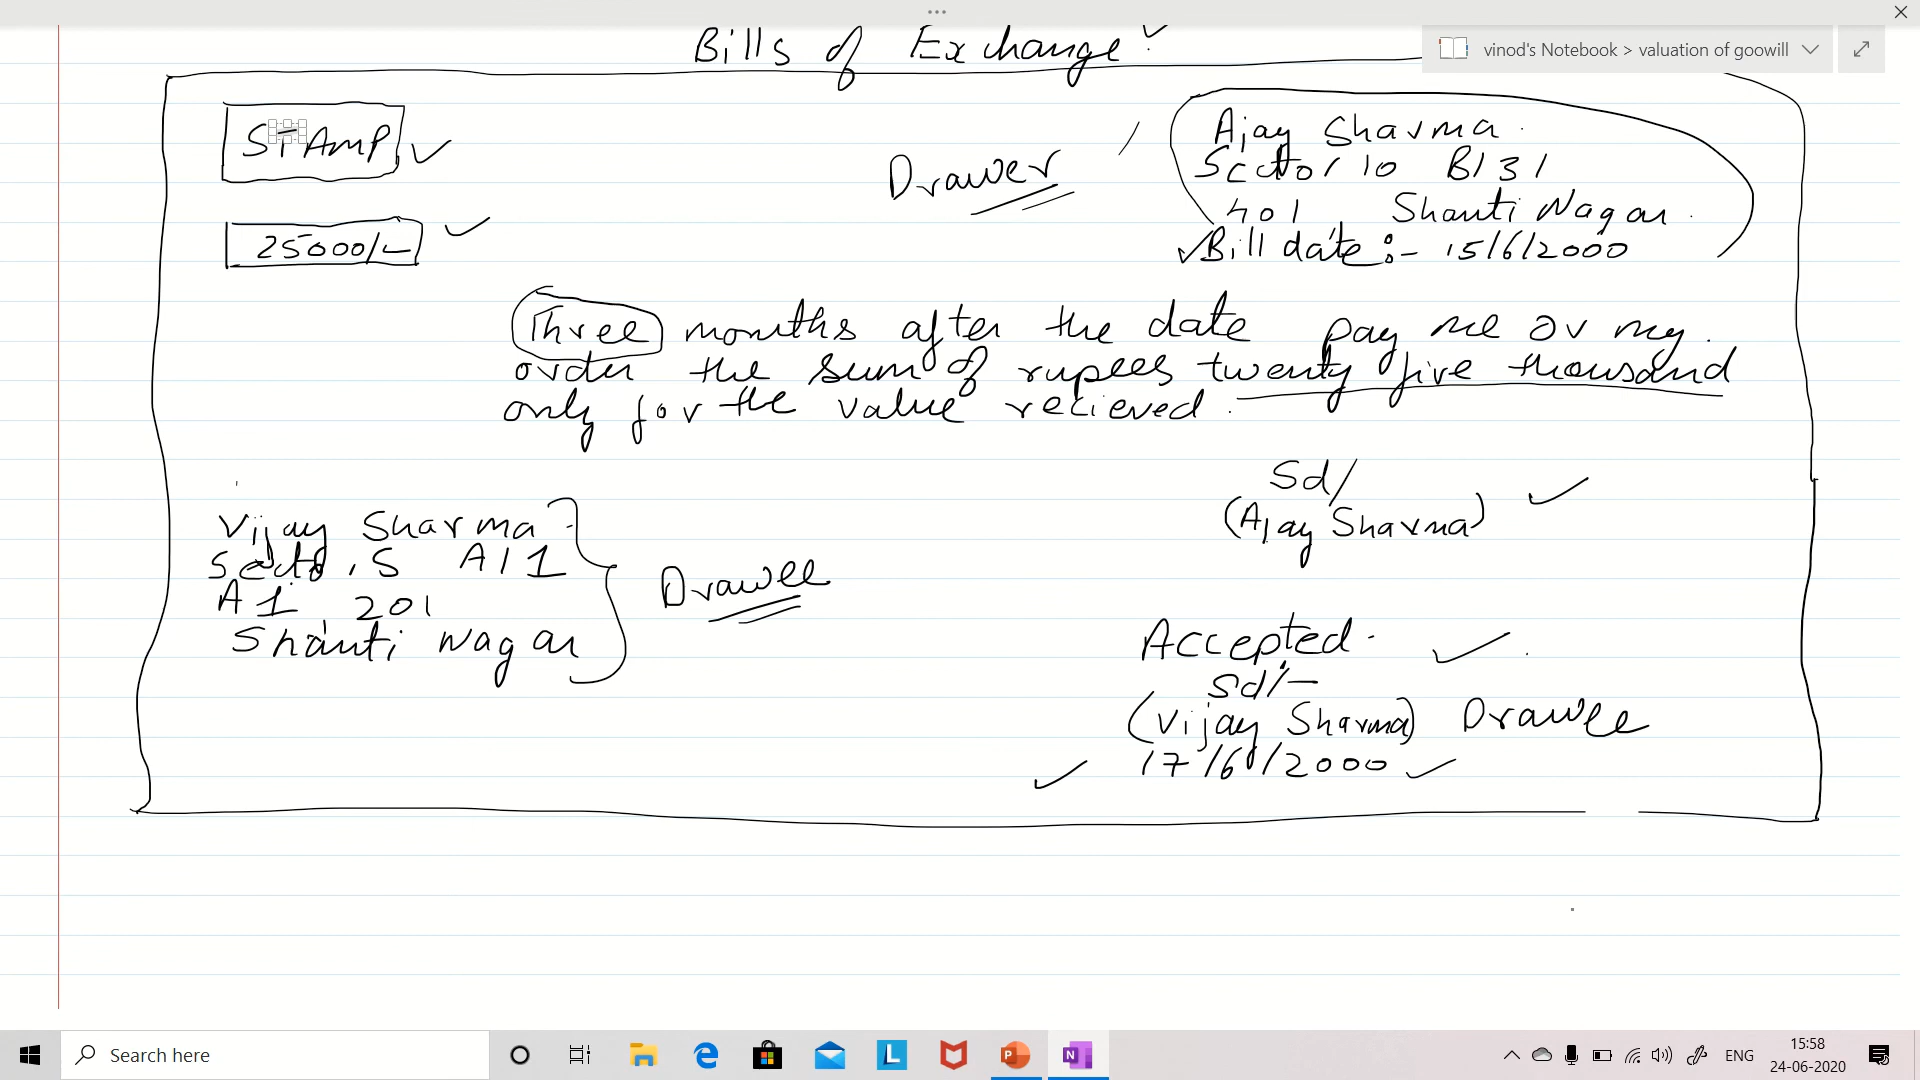 Bills of Exchange
vinod's Notebook > valuation of goowill
STAMP
25000/-
Drawer
Ajay Sharma
Sector 10 B131
401 Shanti Nagar
Bill date :- 15/6/2000
Three months after the date pay me or my
order the sum of rupees twenty five thousand
only for the value recieved.
Sd/
(Ajay Sharma)
Vijay Sharma
Sector, 5 A/1
A1, 201
Shanti Nagar
Drawee
Accepted.
Sd/-
(Vijay Sharma) Drawee
17/6/2000
Search here
ENG
15:58
24-06-2020